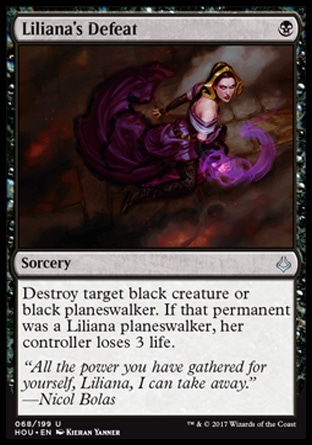 Liliana's Defeat
Sorcery
Destroy target black creature or
black planeswalker. If that permanent
was a Liliana planeswalker, her
controller loses 3 life.
“All the power you have gathered for
yourself, Liliana, I can take away.”
—Nicol Bolas
068/199 U
HOU • EN KIERAN YANNER
™ & © 2017 Wizards of the Coast